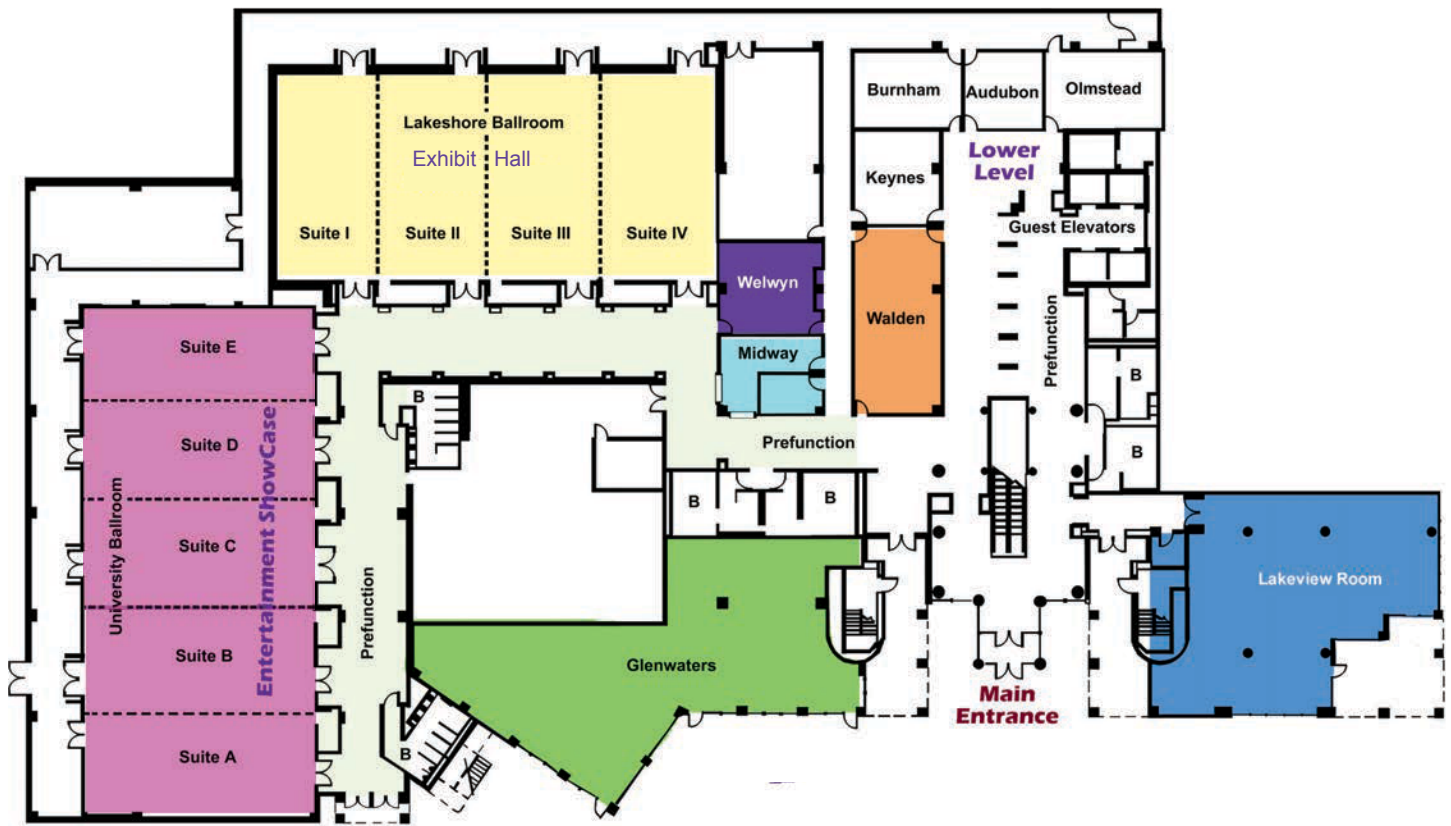 Burnham
Audubon
Olmstead
Lakeshore Ballroom
Exhibit Hall
Lower
Level
Keynes
Suite I
Suite II
Suite III
Suite IV
Guest Elevators
Welwyn
Walden
Prefunction
Suite E
Midway
B
B
Suite D
Prefunction
B
B
B
Suite C
University Ballroom
Entertainment ShowCase
Lakeview Room
Prefunction
Suite B
Glenwaters
Main
Entrance
Suite A
B